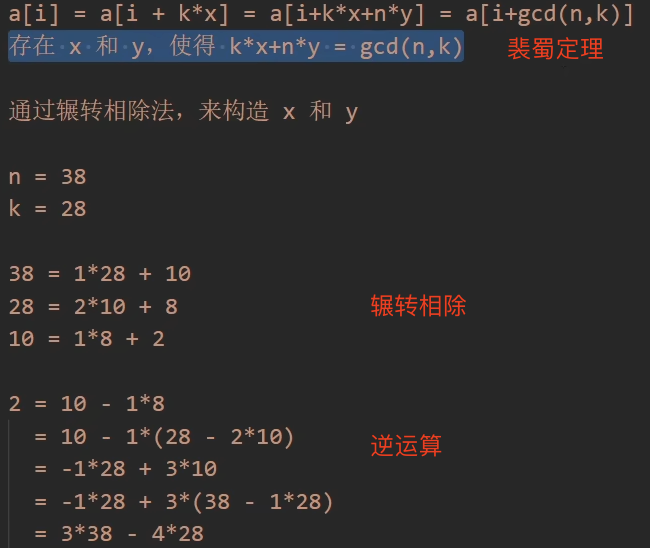 a[i] = a[i + k*x] = a[i+k*x+n*y] = a[i+gcd(n,k)]
存在 x 和 y，使得 k*x+n*y = gcd(n,k) 裴蜀定理
通过辗转相除法，来构造 x 和 y
n = 38
k = 28
38 = 1*28 + 10
28 = 2*10 + 8 辗转相除
10 = 1*8 + 2
2 = 10 - 1*8
= 10 - 1*(28 - 2*10) 逆运算
= -1*28 + 3*10
= -1*28 + 3*(38 - 1*28)
= 3*38 - 4*28